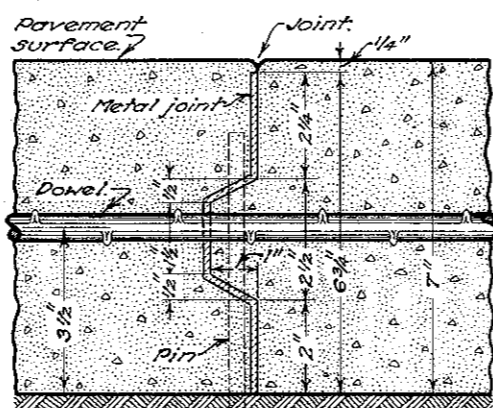 Pavement
surface.
Joint.
1/4"
Metal joint
2 1/4"
Dowel
1/2"
1 1/2"
1/2"
1"
2 1/2"
6 3/4"
7"
3 1/2"
Pin
2"